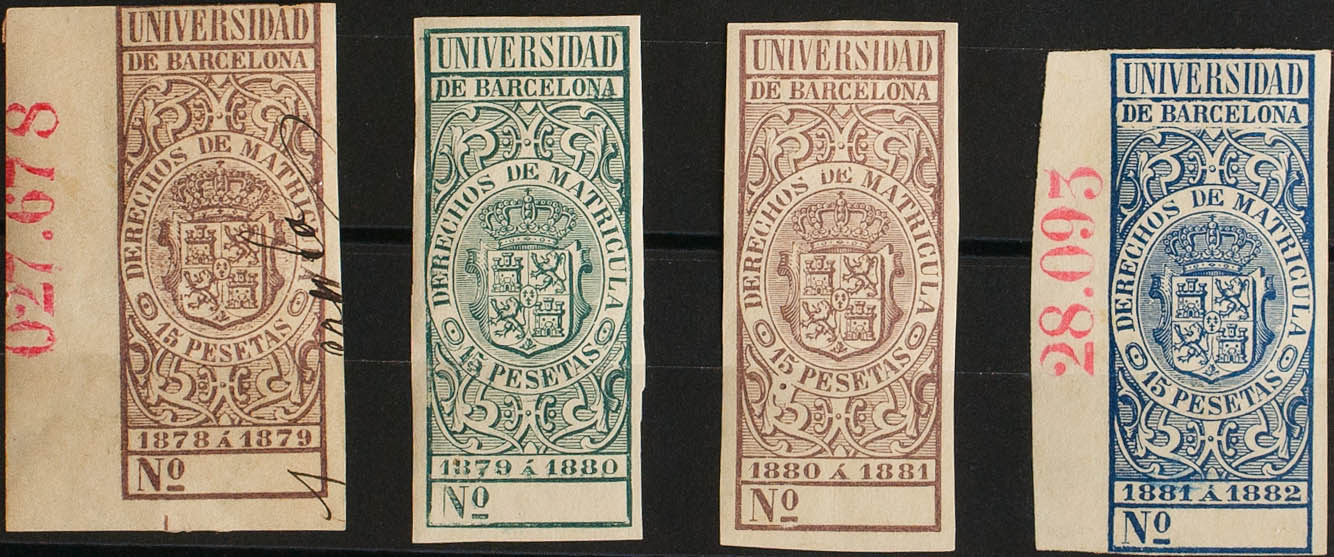 027.678
UNIVERSIDAD
DE BARCELONA
DERECHOS DE MATRICULA
15 PESETAS
1878 Á 1879
Nº
UNIVERSIDAD
DE BARCELONA
DERECHOS DE MATRICULA
15 PESETAS
1879 Á 1880
Nº
UNIVERSIDAD
DE BARCELONA
DERECHOS DE MATRICULA
15 PESETAS
1880 Á 1881
Nº
28.093
UNIVERSIDAD
DE BARCELONA
DERECHOS DE MATRICULA
15 PESETAS
1881 Á 1882
Nº